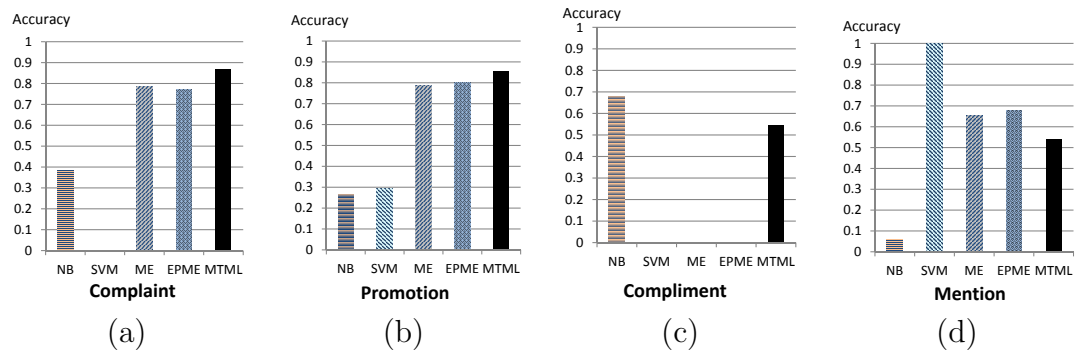 Accuracy
1
0.9
0.8
0.7
0.6
0.5
0.4
0.3
0.2
0.1
0
NB SVM ME EPME MTML
Complaint
(a)
Accuracy
1
0.9
0.8
0.7
0.6
0.5
0.4
0.3
0.2
0.1
0
NB SVM ME EPME MTML
Promotion
(b)
Accuracy
1
0.9
0.8
0.7
0.6
0.5
0.4
0.3
0.2
0.1
0
NB SVM ME EPME MTML
Compliment
(c)
Accuracy
1
0.9
0.8
0.7
0.6
0.5
0.4
0.3
0.2
0.1
0
NB SVM ME EPME MTML
Mention
(d)